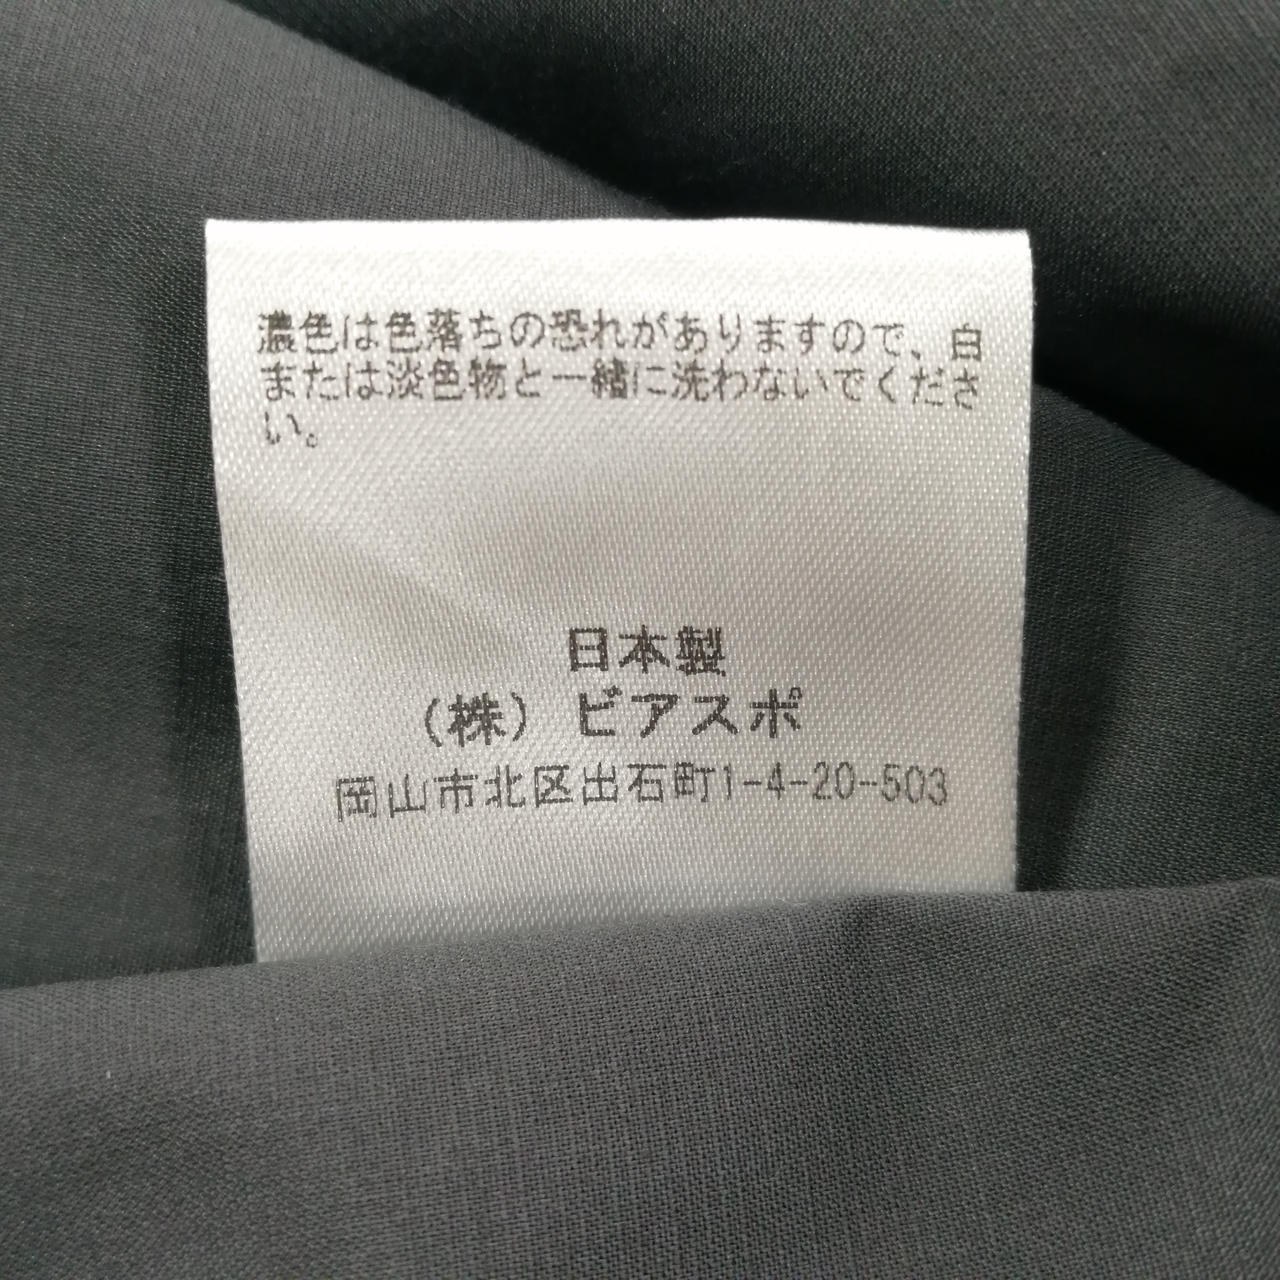 濃色は色落ちの恐れがありますので、白
または淡色物と一緒に洗わないでくださ
い。
日本製
（株）ビアスポ
岡山市北区出石町1-4-20-503